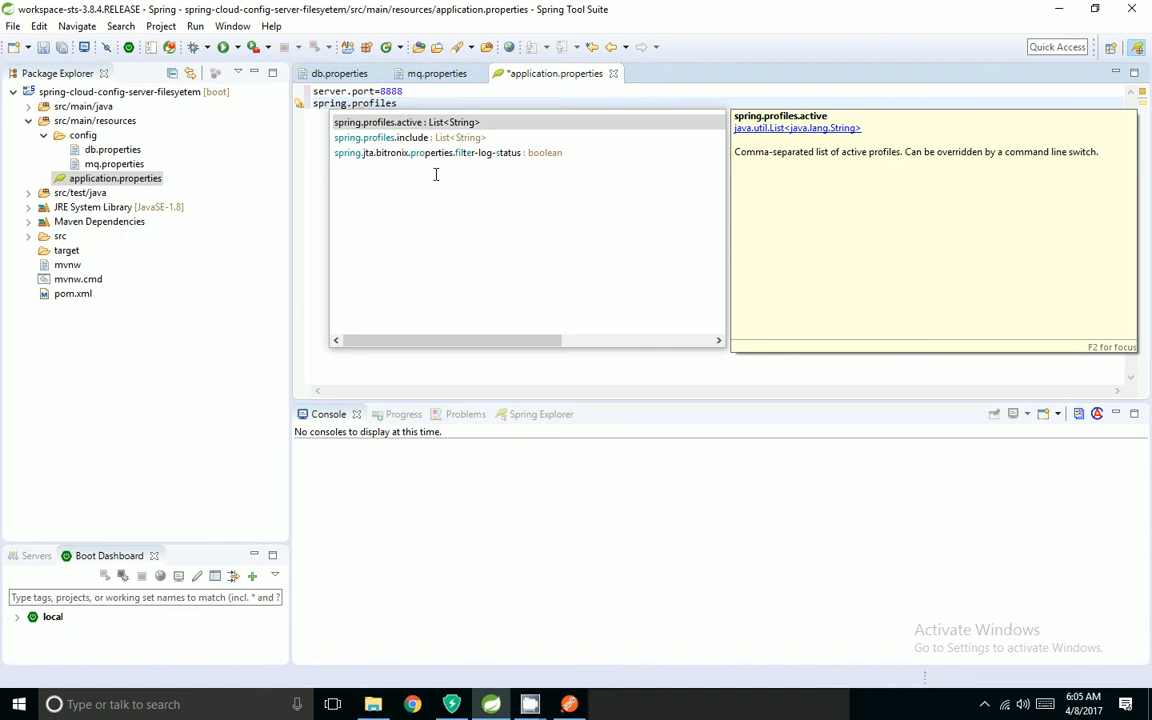 workspace-sts-3.8.4.RELEASE - Spring - spring-cloud-config-server-filesyetem/src/main/resources/application.properties - Spring Tool Suite
File Edit Navigate Search Project Run Window Help
Quick Access
Package Explorer
db.properties mq.properties *application.properties
spring-cloud-config-server-filesyetem [boot]
src/main/java
src/main/resources
config
db.properties
mq.properties
application.properties
src/test/java
JRE System Library [JavaSE-1.8]
Maven Dependencies
src
target
mvnw
mvnw.cmd
pom.xml
server.port=8888
spring.profiles
spring.profiles.active : List<String>
spring.profiles.include : List<String>
spring.jta.bitronix.properties.filter-log-status : boolean
spring.profiles.active
java.util.List<java.lang.String>
Comma-separated list of active profiles. Can be overridden by a command line switch.
F2 for focus
Console Progress Problems Spring Explorer
No consoles to display at this time.
Servers Boot Dashboard
Type tags, projects, or working set names to match (incl. * and ?
local
Activate Windows
Go to Settings to activate Windows.
Type or talk to search
6:05 AM
4/8/2017